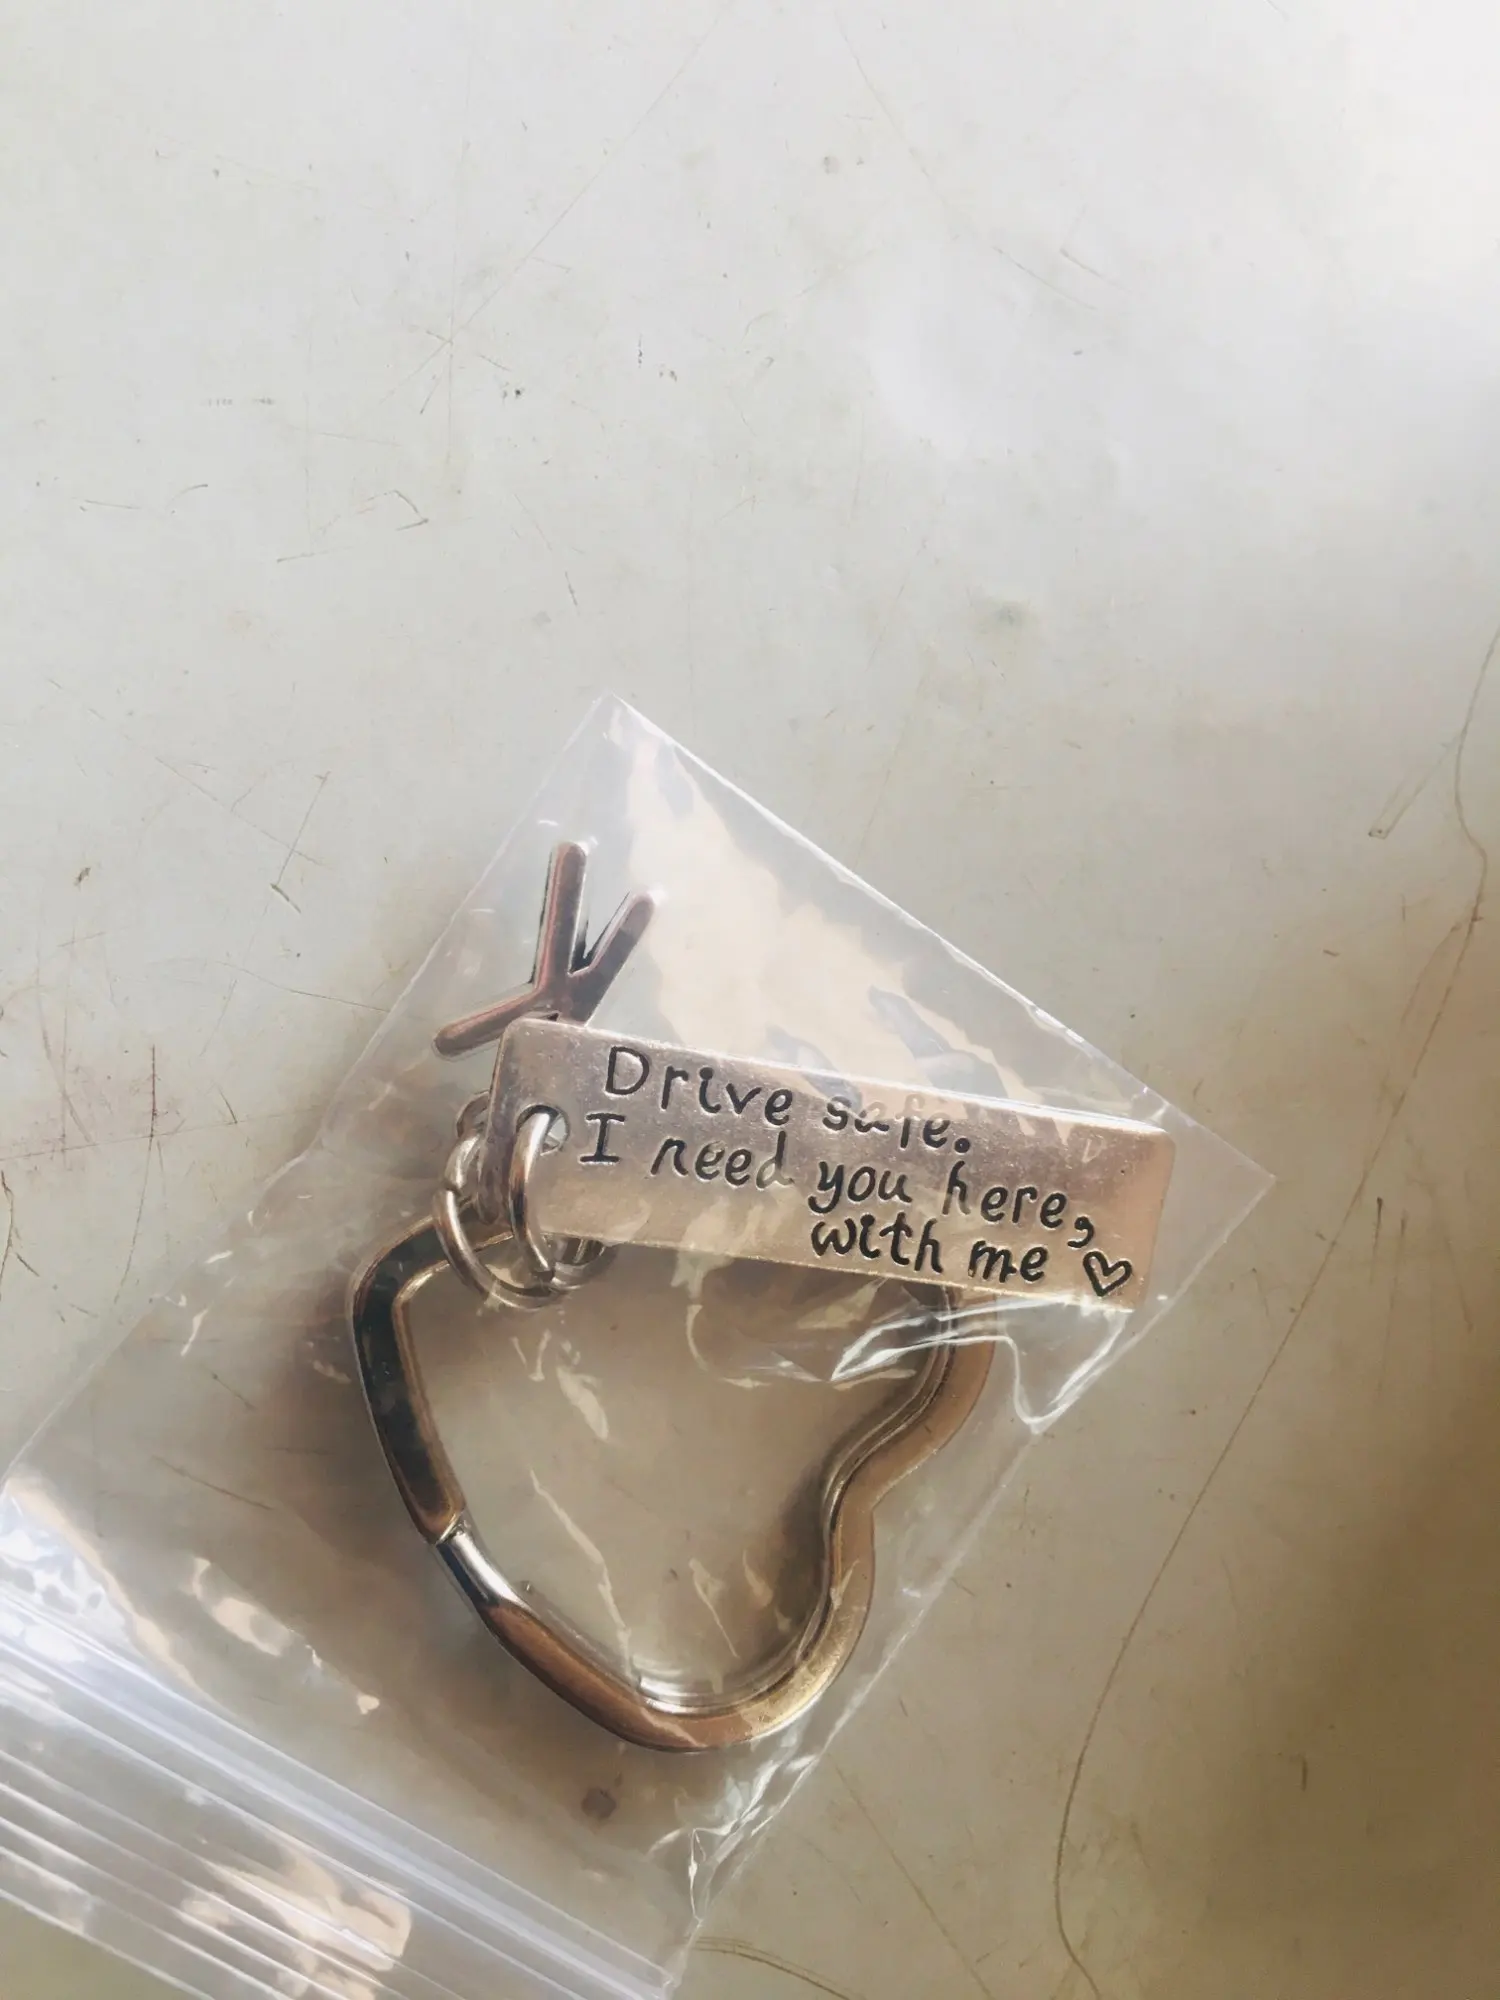 Drive safe.
I need you here,
with me ♡
K